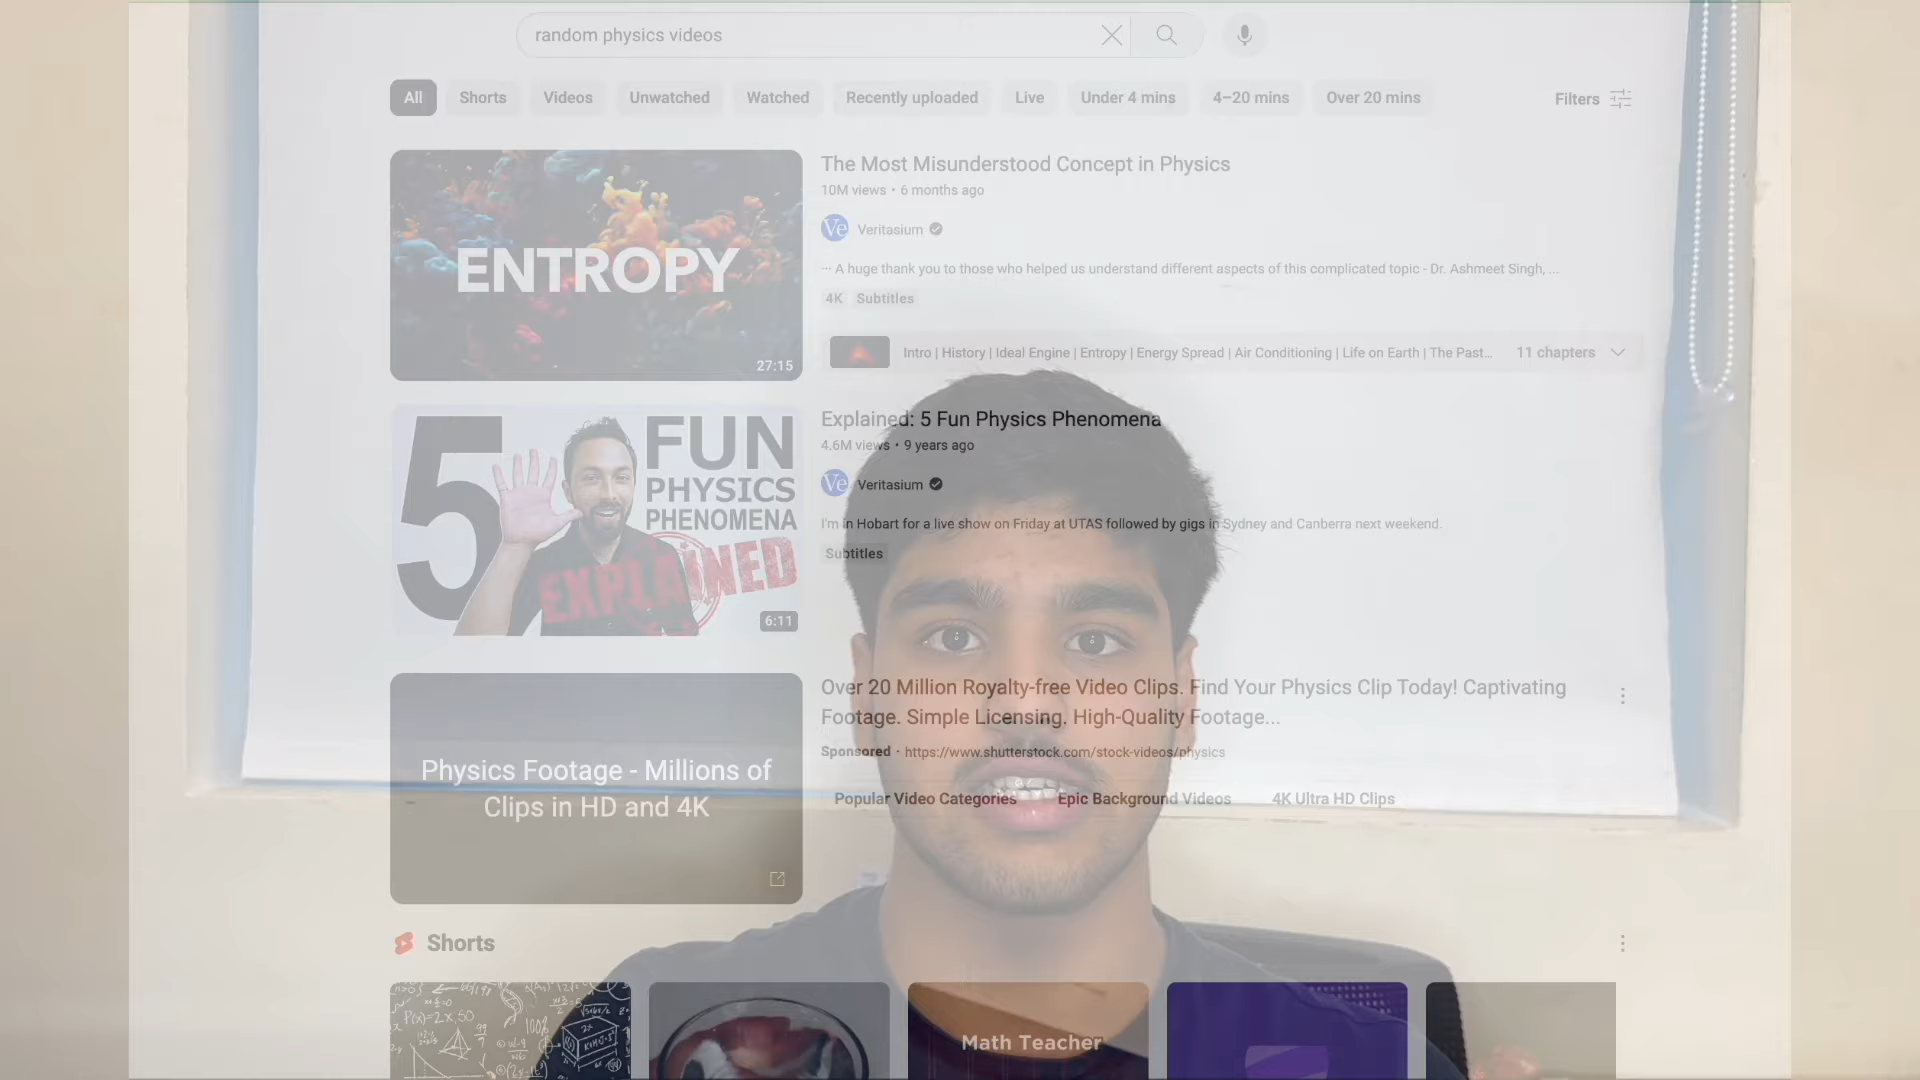 random physics videos
All Shorts Videos Unwatched Watched Recently uploaded Live Under 4 mins 4–20 mins Over 20 mins Filters
ENTROPY
27:15
The Most Misunderstood Concept in Physics
10M views • 6 months ago
Ve Veritasium
··· A huge thank you to those who helped us understand different aspects of this complicated topic - Dr. Ashmeet Singh, ...
4K Subtitles
Intro | History | Ideal Engine | Entropy | Energy Spread | Air Conditioning | Life on Earth | The Past... 11 chapters
5 FUN
PHYSICS
PHENOMENA
EXPLAINED
6:11
Explained: 5 Fun Physics Phenomena
4.6M views • 9 years ago
Ve Veritasium
I'm in Hobart for a live show on Friday at UTAS followed by gigs in Sydney and Canberra next weekend.
Subtitles
Physics Footage - Millions of
Clips in HD and 4K
Over 20 Million Royalty-free Video Clips. Find Your Physics Clip Today! Captivating
Footage. Simple Licensing. High-Quality Footage...
Sponsored · https://www.shutterstock.com/stock-videos/physics
Popular Video Categories Epic Background Videos 4K Ultra HD Clips
Shorts
P(x)=2x,50
100%
Math Teacher